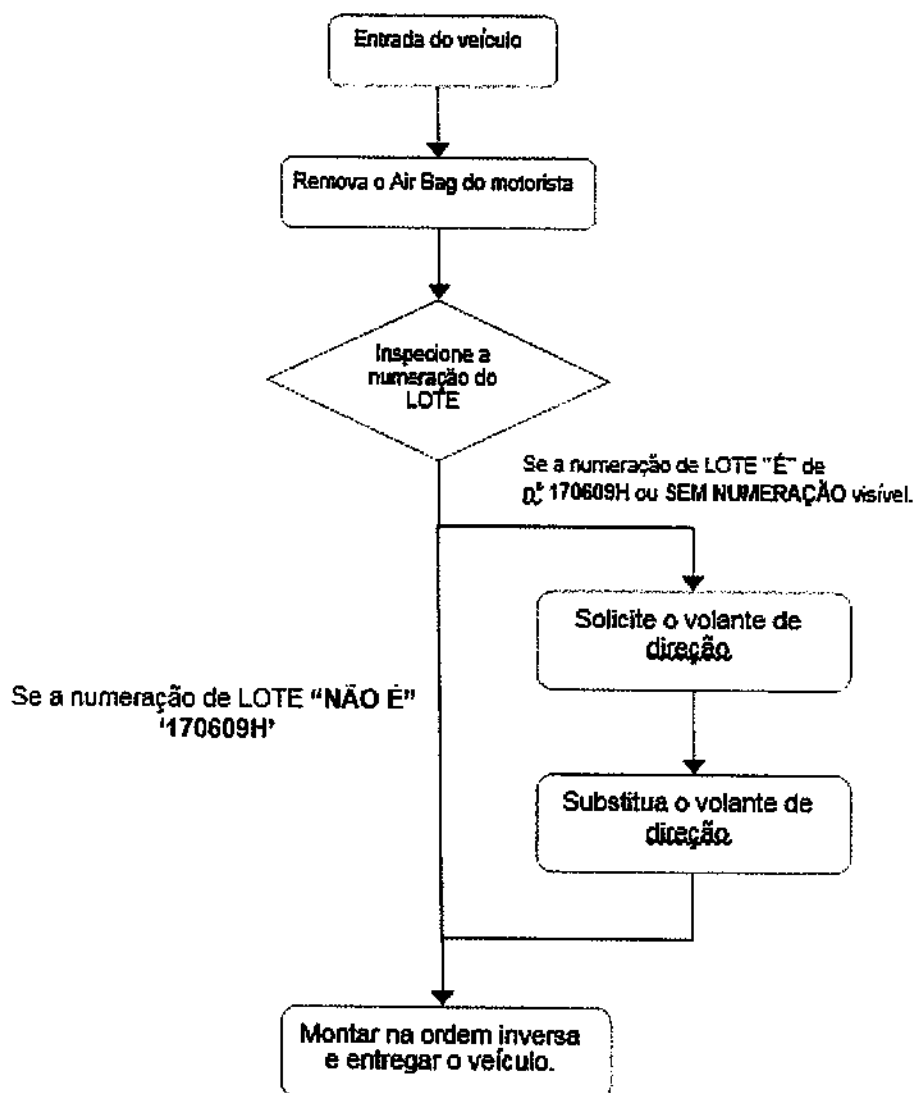 Entrada do veículo
Remova o Air Bag do motorista
Inspecione a
numeração do
LOTE
Se a numeração de LOTE "É" de
n.º 170609H ou SEM NUMERAÇÃO visível.
Solicite o volante de
direção
Se a numeração de LOTE "NÃO É"
'170609H'
Substitua o volante de
direção
Montar na ordem inversa
e entregar o veículo.